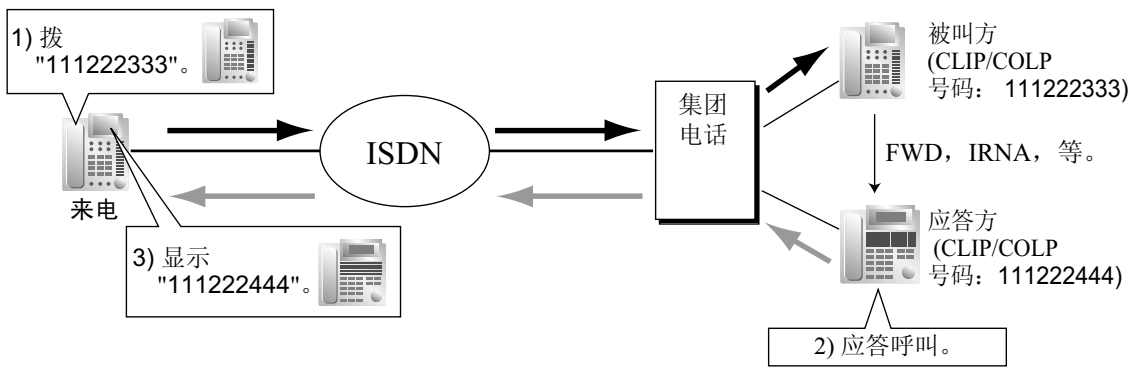 1) 拨
"111222333"。
来电
3) 显示
"111222444"。
ISDN
集团
电话
被叫方
(CLIP/COLP
号码： 111222333)
FWD，IRNA，等。
应答方
(CLIP/COLP
号码：111222444)
2) 应答呼叫。